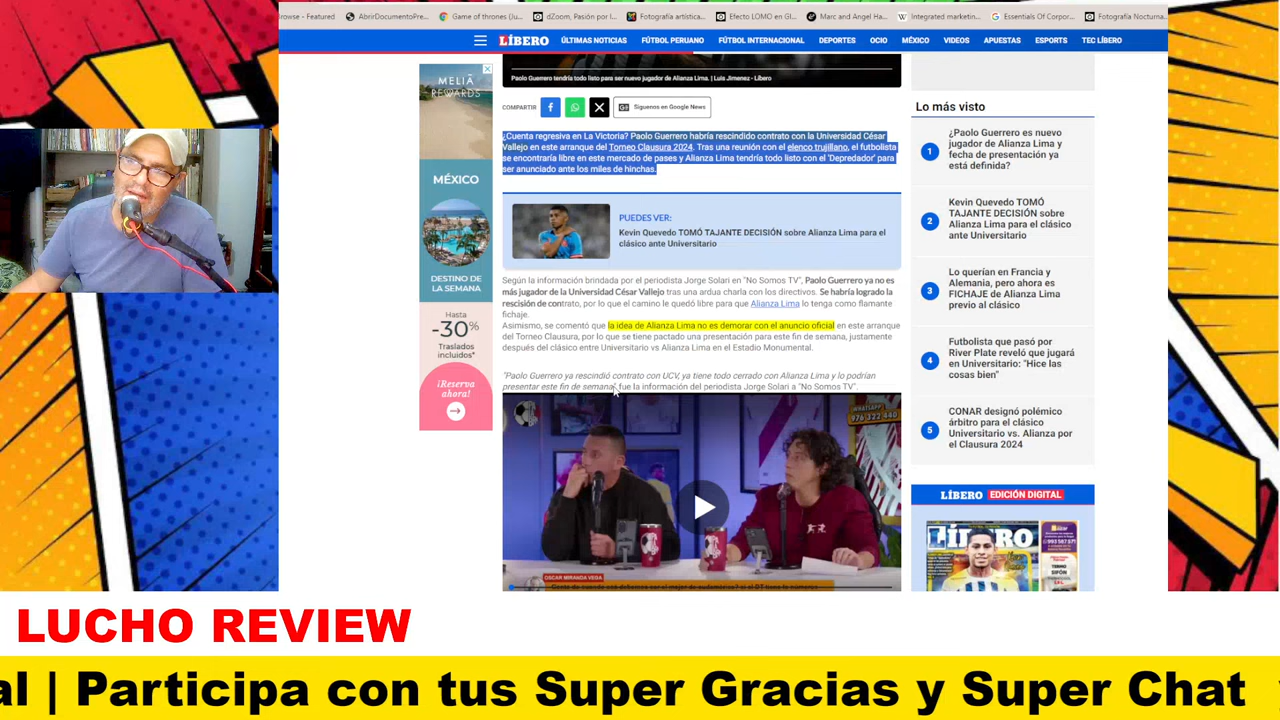 rowse - Featured
AbrirDocumentoPre...
Game of thrones (Ju...
dZoom, Pasión por l...
Fotografía artística...
Efecto LOMO en GI...
Marc and Angel Ha...
Integrated marketin...
Essentials Of Corpor...
Fotografía Nocturna...
LÍBERO
ÚLTIMAS NOTICIAS
FÚTBOL PERUANO
FÚTBOL INTERNACIONAL
DEPORTES
OCIO
MÉXICO
VIDEOS
APUESTAS
ESPORTS
TEC LÍBERO
Paolo Guerrero tendría todo listo para ser nuevo jugador de Alianza Lima. | Luis Jimenez - Líbero
COMPARTIR
Síguenos en Google News
¿Cuenta regresiva en La Victoria? Paolo Guerrero habría rescindido contrato con la Universidad César
Vallejo en este arranque del Torneo Clausura 2024. Tras una reunión con el elenco trujillano, el futbolista
se encontraría libre en este mercado de pases y Alianza Lima tendría todo listo con el 'Depredador' para
ser anunciado ante los miles de hinchas.
PUEDES VER:
Kevin Quevedo TOMÓ TAJANTE DECISIÓN sobre Alianza Lima para el
clásico ante Universitario
Según la información brindada por el periodista Jorge Solari en "No Somos TV", Paolo Guerrero ya no es
más jugador de la Universidad César Vallejo tras una ardua charla con los directivos. Se habría logrado la
rescisión de contrato, por lo que el camino le quedó libre para que Alianza Lima lo tenga como flamante
fichaje.
Asimismo, se comentó que la idea de Alianza Lima no es demorar con el anuncio oficial en este arranque
del Torneo Clausura, por lo que se tiene pactado una presentación para este fin de semana, justamente
después del clásico entre Universitario vs Alianza Lima en el Estadio Monumental.
"Paolo Guerrero ya rescindió contrato con UCV, ya tiene todo cerrado con Alianza Lima y lo podrían
presentar este fin de semana", fue la información del periodista Jorge Solari a "No Somos TV".
WHATSAPP
976 322 440
OSCAR MIRANDA VEGA
MELIÁ
REWARDS
MÉXICO
DESTINO DE
LA SEMANA
Hasta
-30%
Traslados
incluidos*
¡Reserva
ahora!
Lo más visto
1
¿Paolo Guerrero es nuevo
jugador de Alianza Lima y
fecha de presentación ya
está definida?
2
Kevin Quevedo TOMÓ
TAJANTE DECISIÓN sobre
Alianza Lima para el clásico
ante Universitario
3
Lo querían en Francia y
Alemania, pero ahora es
FICHAJE de Alianza Lima
previo al clásico
4
Futbolista que pasó por
River Plate reveló que jugará
en Universitario: "Hice las
cosas bien"
5
CONAR designó polémico
árbitro para el clásico
Universitario vs. Alianza por
el Clausura 2024
LÍBERO EDICIÓN DIGITAL
LÍBERO
LUCHO REVIEW
al | Participa con tus Super Gracias y Super Chat